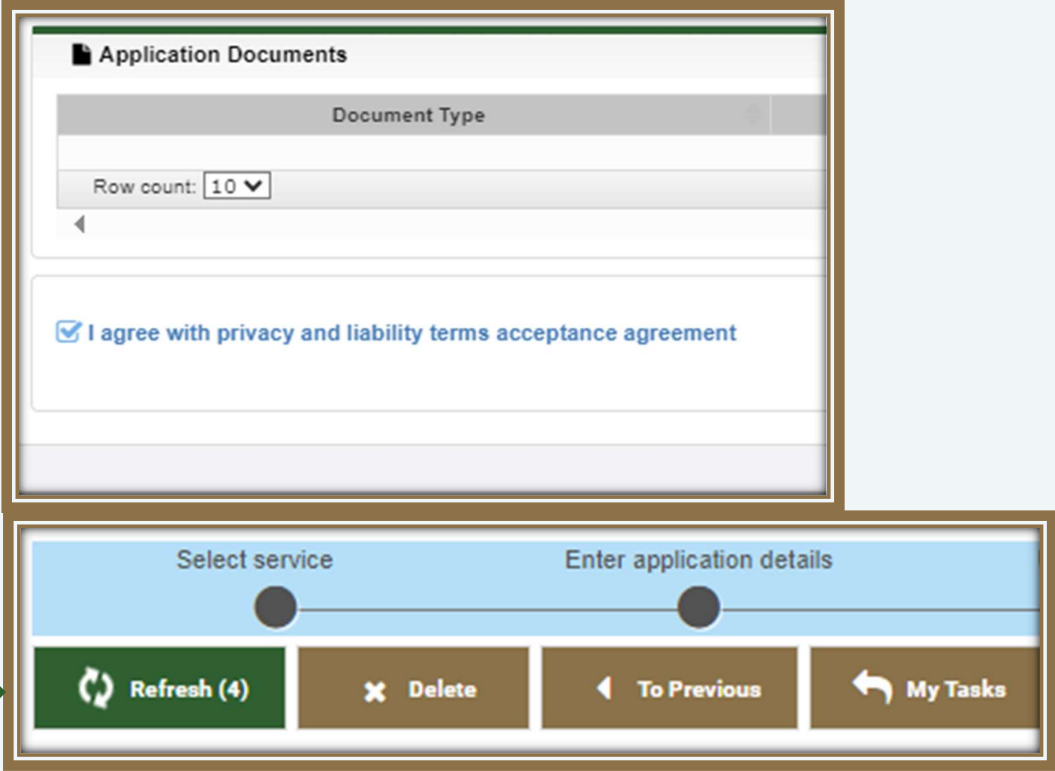 Application Documents
Document Type
Row count: 10
I agree with privacy and liability terms acceptance agreement
Select service
Enter application details
Refresh (4)
Delete
To Previous
My Tasks